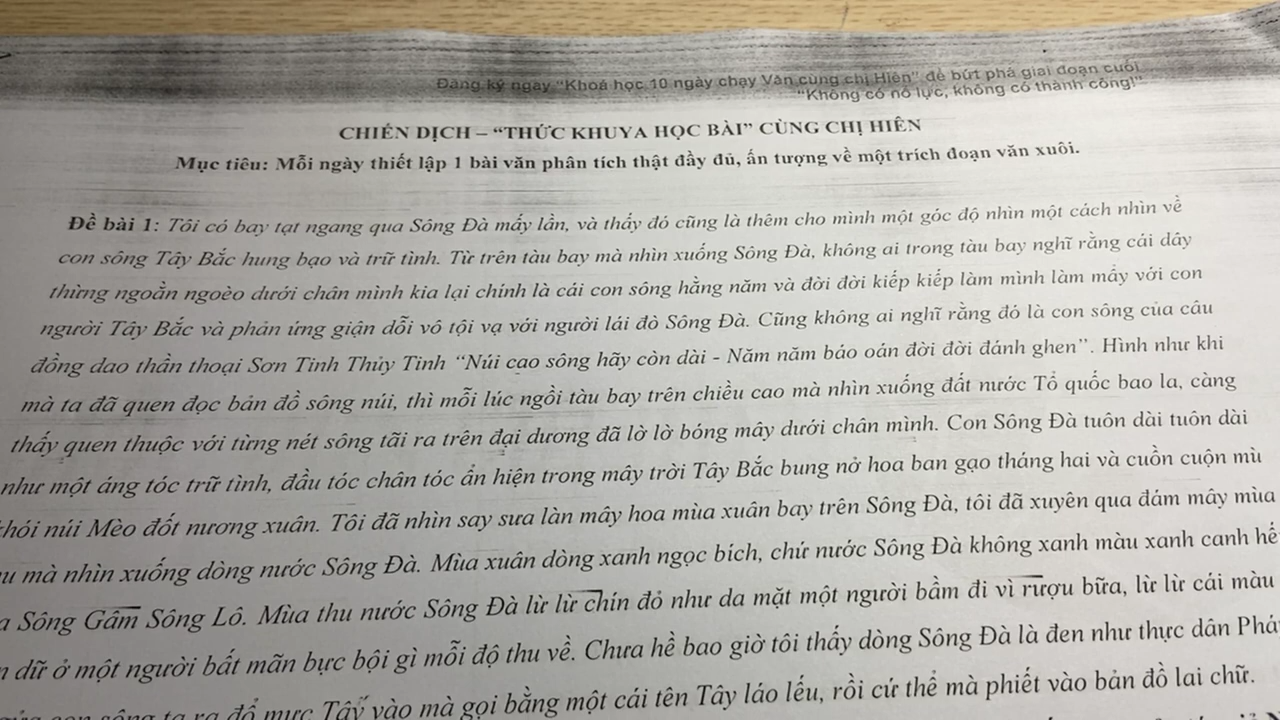 Đăng ký ngay “Khoá học 10 ngày chạy Văn cùng chị Hiên” để bứt phá giai đoạn cuối
“Không có nỗ lực, không có thành công!”
CHIẾN DỊCH – “THỨC KHUYA HỌC BÀI” CÙNG CHỊ HIÊN
Mục tiêu: Mỗi ngày thiết lập 1 bài văn phân tích thật đầy đủ, ấn tượng về một trích đoạn văn xuôi.
Đề bài 1: Tôi có bay tạt ngang qua Sông Đà mấy lần, và thấy đó cũng là thêm cho mình một góc độ nhìn một cách nhìn về
con sông Tây Bắc hung bạo và trữ tình. Từ trên tàu bay mà nhìn xuống Sông Đà, không ai trong tàu bay nghĩ rằng cái dây
thừng ngoằn ngoèo dưới chân mình kia lại chính là cái con sông hằng năm và đời đời kiếp kiếp làm mình làm mẩy với con
người Tây Bắc và phản ứng giận dỗi vô tội vạ với người lái đò Sông Đà. Cũng không ai nghĩ rằng đó là con sông của câu
đồng dao thần thoại Sơn Tinh Thủy Tinh “Núi cao sông hãy còn dài - Năm năm báo oán đời đời đánh ghen”. Hình như khi
mà ta đã quen đọc bản đồ sông núi, thì mỗi lúc ngồi tàu bay trên chiều cao mà nhìn xuống đất nước Tổ quốc bao la, càng
thấy quen thuộc với từng nét sông tãi ra trên đại dương đã lờ lờ bóng mây dưới chân mình. Con Sông Đà tuôn dài tuôn dài
như một áng tóc trữ tình, đầu tóc chân tóc ẩn hiện trong mây trời Tây Bắc bung nở hoa ban gạo tháng hai và cuồn cuộn mù
khói núi Mèo đốt nương xuân. Tôi đã nhìn say sưa làn mây hoa mùa xuân bay trên Sông Đà, tôi đã xuyên qua đám mây mùa
mà nhìn xuống dòng nước Sông Đà. Mùa xuân dòng xanh ngọc bích, chứ nước Sông Đà không xanh màu xanh canh hế
Sông Gâm Sông Lô. Mùa thu nước Sông Đà lừ lừ chín đỏ như da mặt một người bầm đi vì rượu bữa, lừ lừ cái màu
dữ ở một người bất mãn bực bội gì mỗi độ thu về. Chưa hề bao giờ tôi thấy dòng Sông Đà là đen như thực dân Phá
con sông ta ra đổ mực Tây vào mà gọi bằng một cái tên Tây láo lếu, rồi cứ thế mà phiết vào bản đồ lai chữ.